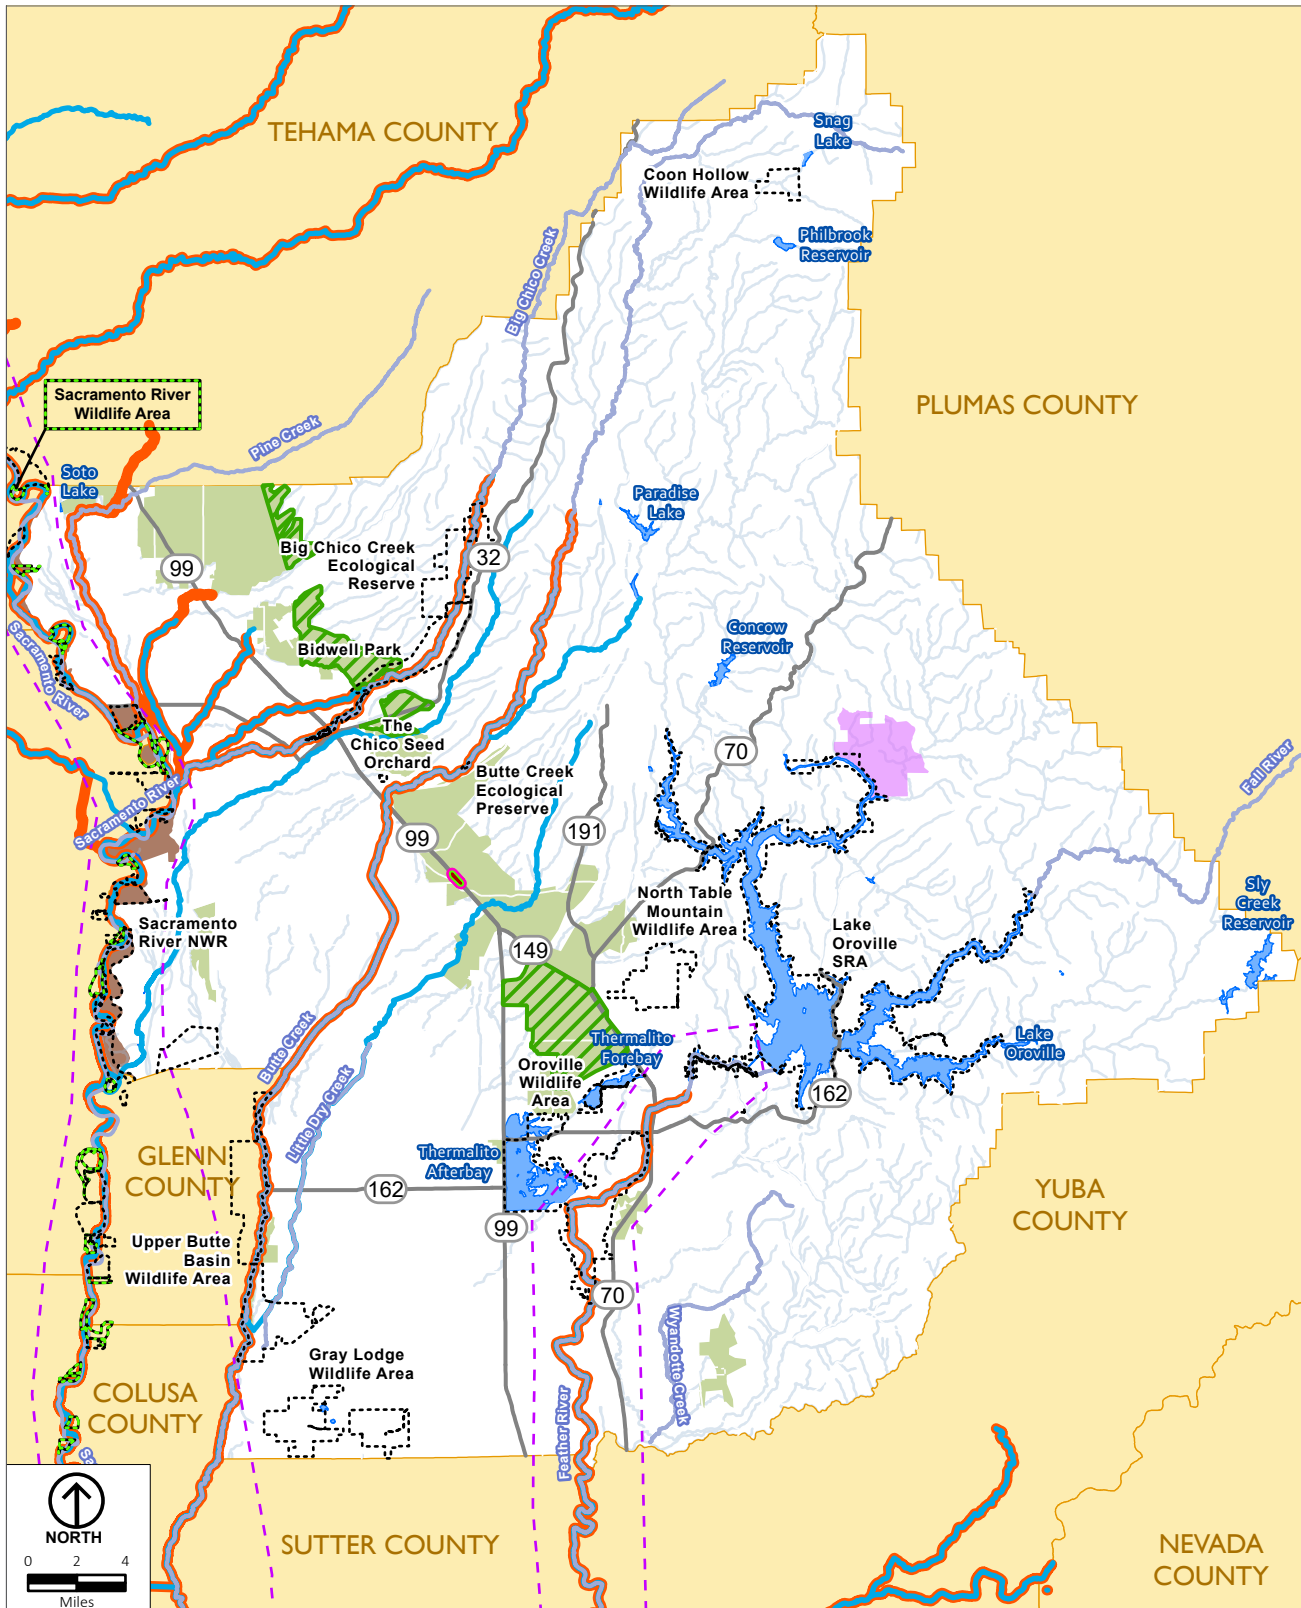 TEHAMA COUNTY
Snag
Lake
Coon Hollow
Wildlife Area
Philbrook
Reservoir
Big Chico Creek
PLUMAS COUNTY
Sacramento River
Wildlife Area
Pine Creek
Soto
Lake
Paradise
Lake
99
Big Chico Creek
Ecological
Reserve
32
Sacramento River
Bidwell Park
Concow
Reservoir
The
Chico Seed
Orchard
70
Fall River
Butte Creek
Ecological
Preserve
Sacramento River
99
191
North Table
Mountain
Wildlife Area
Sly
Creek
Reservoir
Sacramento
River NWR
Lake
Oroville
SRA
149
Butte Creek
Thermalito
Forebay
Lake
Oroville
Oroville
Wildlife
Area
Little Dry Creek
162
GLENN
COUNTY
Thermalito
Afterbay
162
YUBA
COUNTY
99
Upper Butte
Basin
Wildlife Area
70
Wyandotte Creek
Gray Lodge
Wildlife Area
COLUSA
COUNTY
Feather River
Sa
NORTH
0 2 4
Miles
SUTTER COUNTY
NEVADA
COUNTY